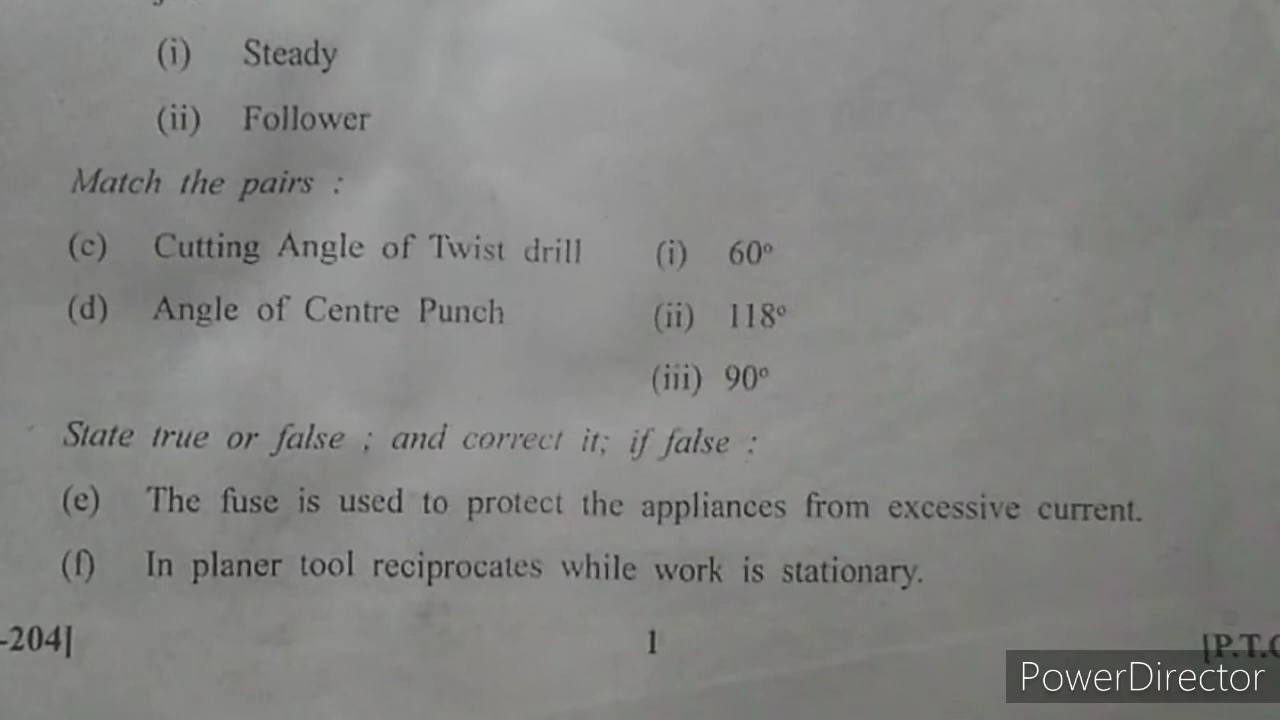 (i) Steady
(ii) Follower
Match the pairs :
(c) Cutting Angle of Twist drill (i) 60°
(d) Angle of Centre Punch (ii) 118°
(iii) 90°
State true or false ; and correct it; if false :
(e) The fuse is used to protect the appliances from excessive current.
(f) In planer tool reciprocates while work is stationary.
-204] 1 [P.T.
PowerDirector